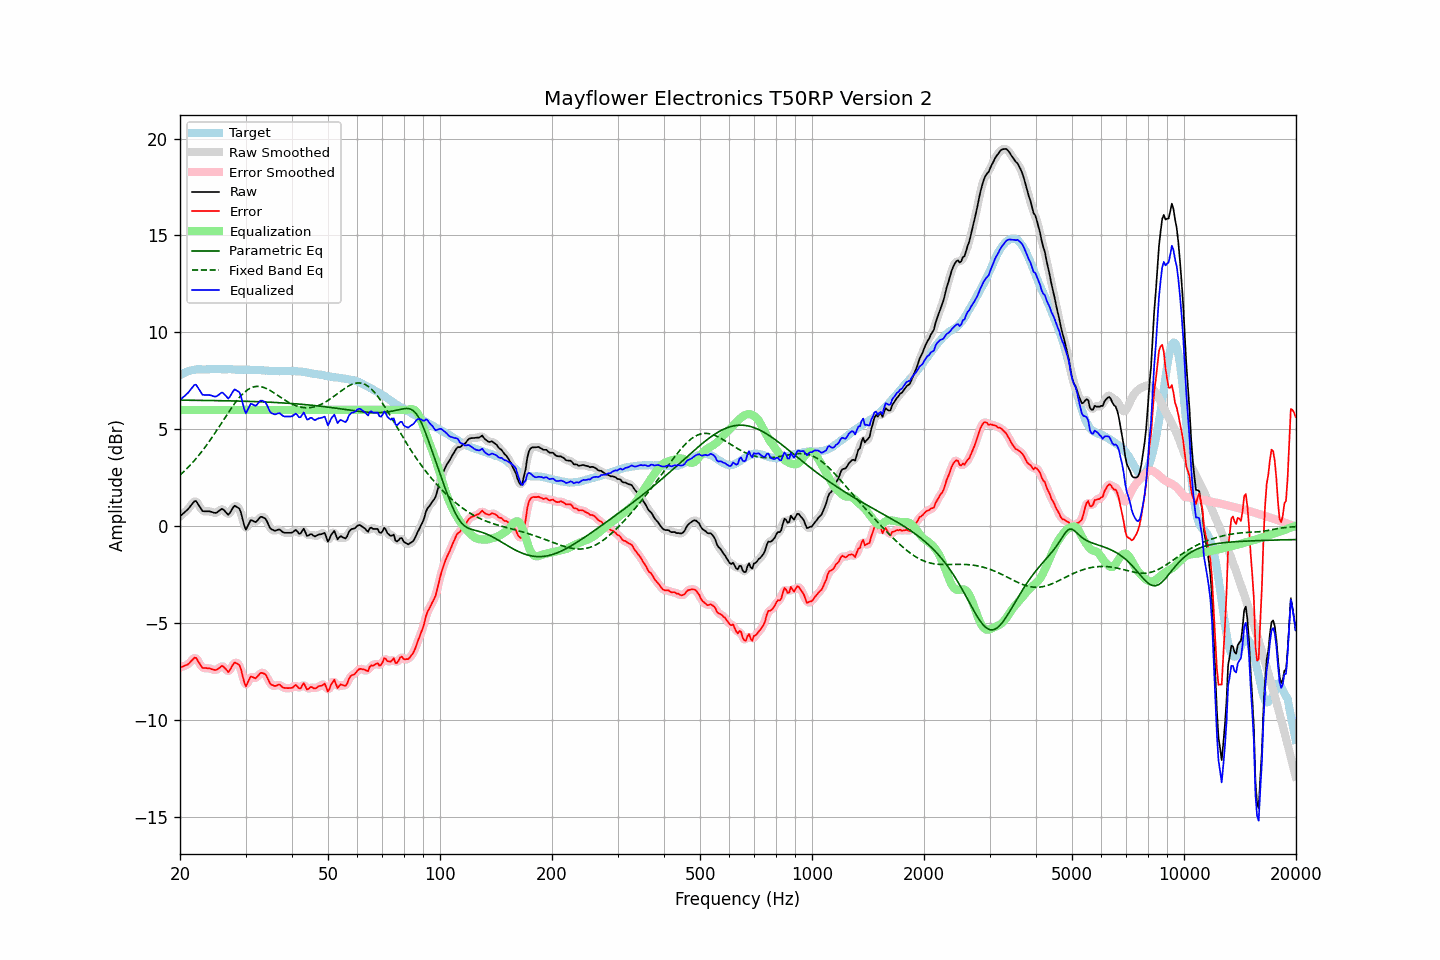 Mayflower Electronics T50RP Version 2
Target
Raw Smoothed
Error Smoothed
Raw
Error
Equalization
Parametric Eq
Fixed Band Eq
Equalized
Amplitude (dBr)
20
15
10
5
0
−5
−10
−15
20 50 100 200 500 1000 2000 5000 10000 20000
Frequency (Hz)